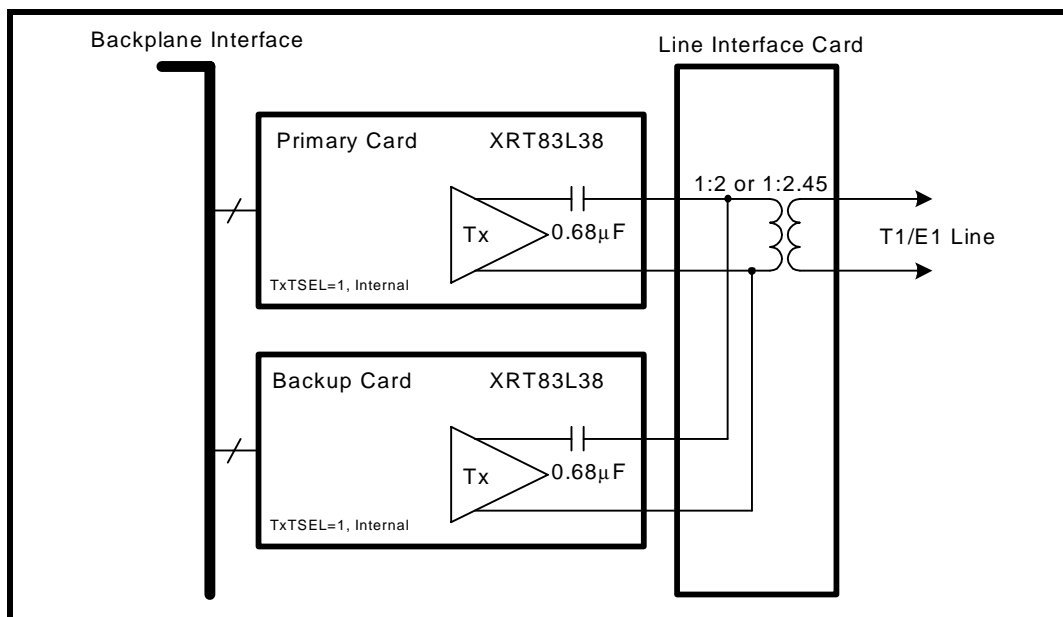 Backplane Interface
Line Interface Card
Primary Card XRT83L38
1:2 or 1:2.45
Tx
0.68μF
T1/E1 Line
TxTSEL=1, Internal
Backup Card XRT83L38
Tx
0.68μF
TxTSEL=1, Internal